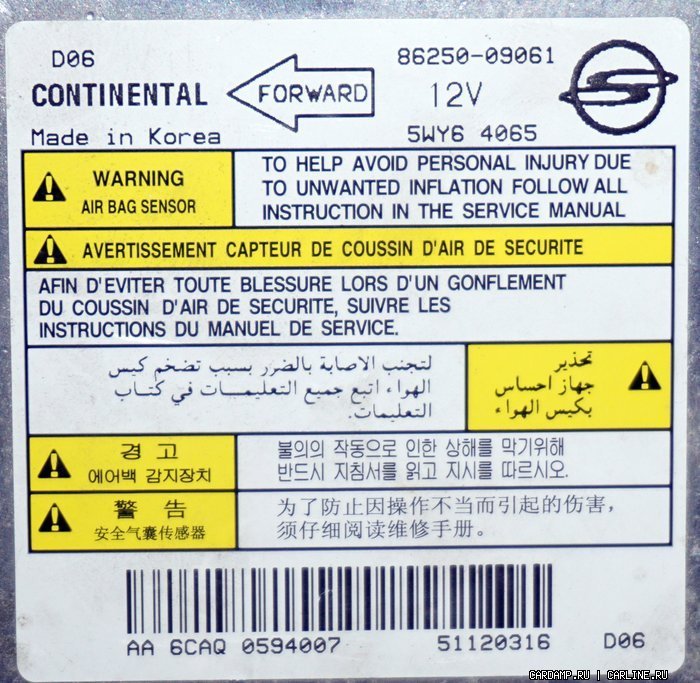 D06 86250-09061
CONTINENTAL FORWARD 12V
Made in Korea 5WY6 4065
WARNING
AIR BAG SENSOR
TO HELP AVOID PERSONAL INJURY DUE
TO UNWANTED INFLATION FOLLOW ALL
INSTRUCTION IN THE SERVICE MANUAL
AVERTISSEMENT CAPTEUR DE COUSSIN D'AIR DE SECURITE
AFIN D'EVITER TOUTE BLESSURE LORS D'UN GONFLEMENT
DU COUSSIN D'AIR DE SECURITE, SUIVRE LES
INSTRUCTIONS DU MANUEL DE SERVICE.
تحذير
جهاز احساس
بكيس الهواء
لتجنب الاصابة بالضرر بسبب تضخم كيس
الهواء اتبع جميع التعليمات في كتاب
التعليمات.
경 고
에어백 감지장치
불의의 작동으로 인한 상해를 막기위해
반드시 지침서를 읽고 지시를 따르시오.
警 告
安全气囊传感器
为了防止因操作不当而引起的伤害，
须仔细阅读维修手册。
AA 6CAQ 0594007 51120316 D06
CARDAMP.RU | CARLINE.RU